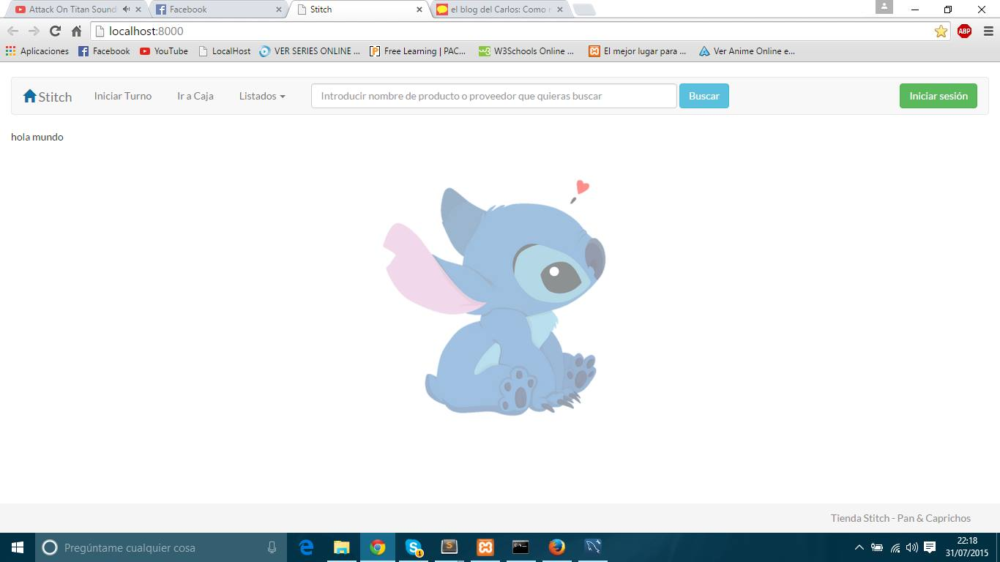 Attack On Titan Sound
Facebook
Stitch
el blog del Carlos: Como
localhost:8000
ABP
Aplicaciones
Facebook
YouTube
LocalHost
VER SERIES ONLINE ...
Free Learning | PAC...
W3Schools Online ...
El mejor lugar para ...
Ver Anime Online e...
Stitch
Iniciar Turno
Ir a Caja
Listados
Introducir nombre de producto o proveedor que quieras buscar
Buscar
Iniciar sesión
hola mundo
Tienda Stitch - Pan & Caprichos
Pregúntame cualquier cosa
1
22:18
31/07/2015